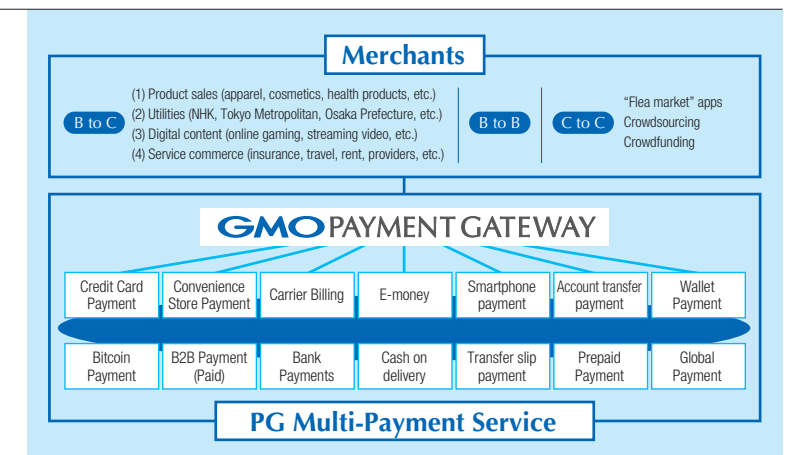 Merchants
B to C
(1) Product sales (apparel, cosmetics, health products, etc.)
(2) Utilities (NHK, Tokyo Metropolitan, Osaka Prefecture, etc.)
(3) Digital content (online gaming, streaming video, etc.)
(4) Service commerce (insurance, travel, rent, providers, etc.)
B to B
C to C
“Flea market” apps
Crowdsourcing
Crowdfunding
GMO PAYMENT GATEWAY
Credit Card
Payment
Convenience
Store Payment
Carrier Billing
E-money
Smartphone
payment
Account transfer
payment
Wallet
Payment
Bitcoin
Payment
B2B Payment
(Paid)
Bank
Payments
Cash on
delivery
Transfer slip
payment
Prepaid
Payment
Global
Payment
PG Multi-Payment Service